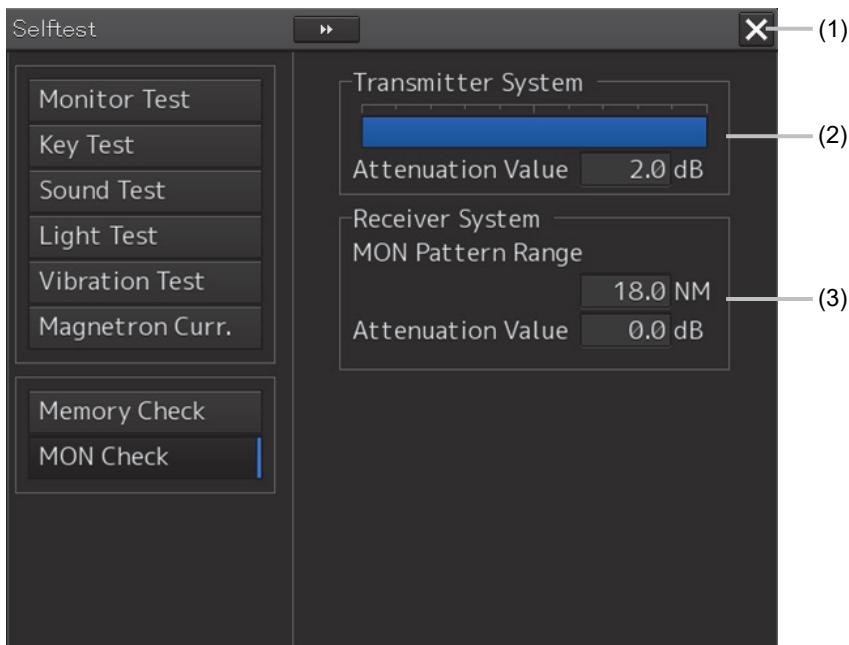 Selftest
(1)
Monitor Test
Key Test
Sound Test
Light Test
Vibration Test
Magnetron Curr.
Memory Check
MON Check
Transmitter System
(2)
Attenuation Value 2.0 dB
Receiver System
MON Pattern Range
18.0 NM
(3)
Attenuation Value 0.0 dB